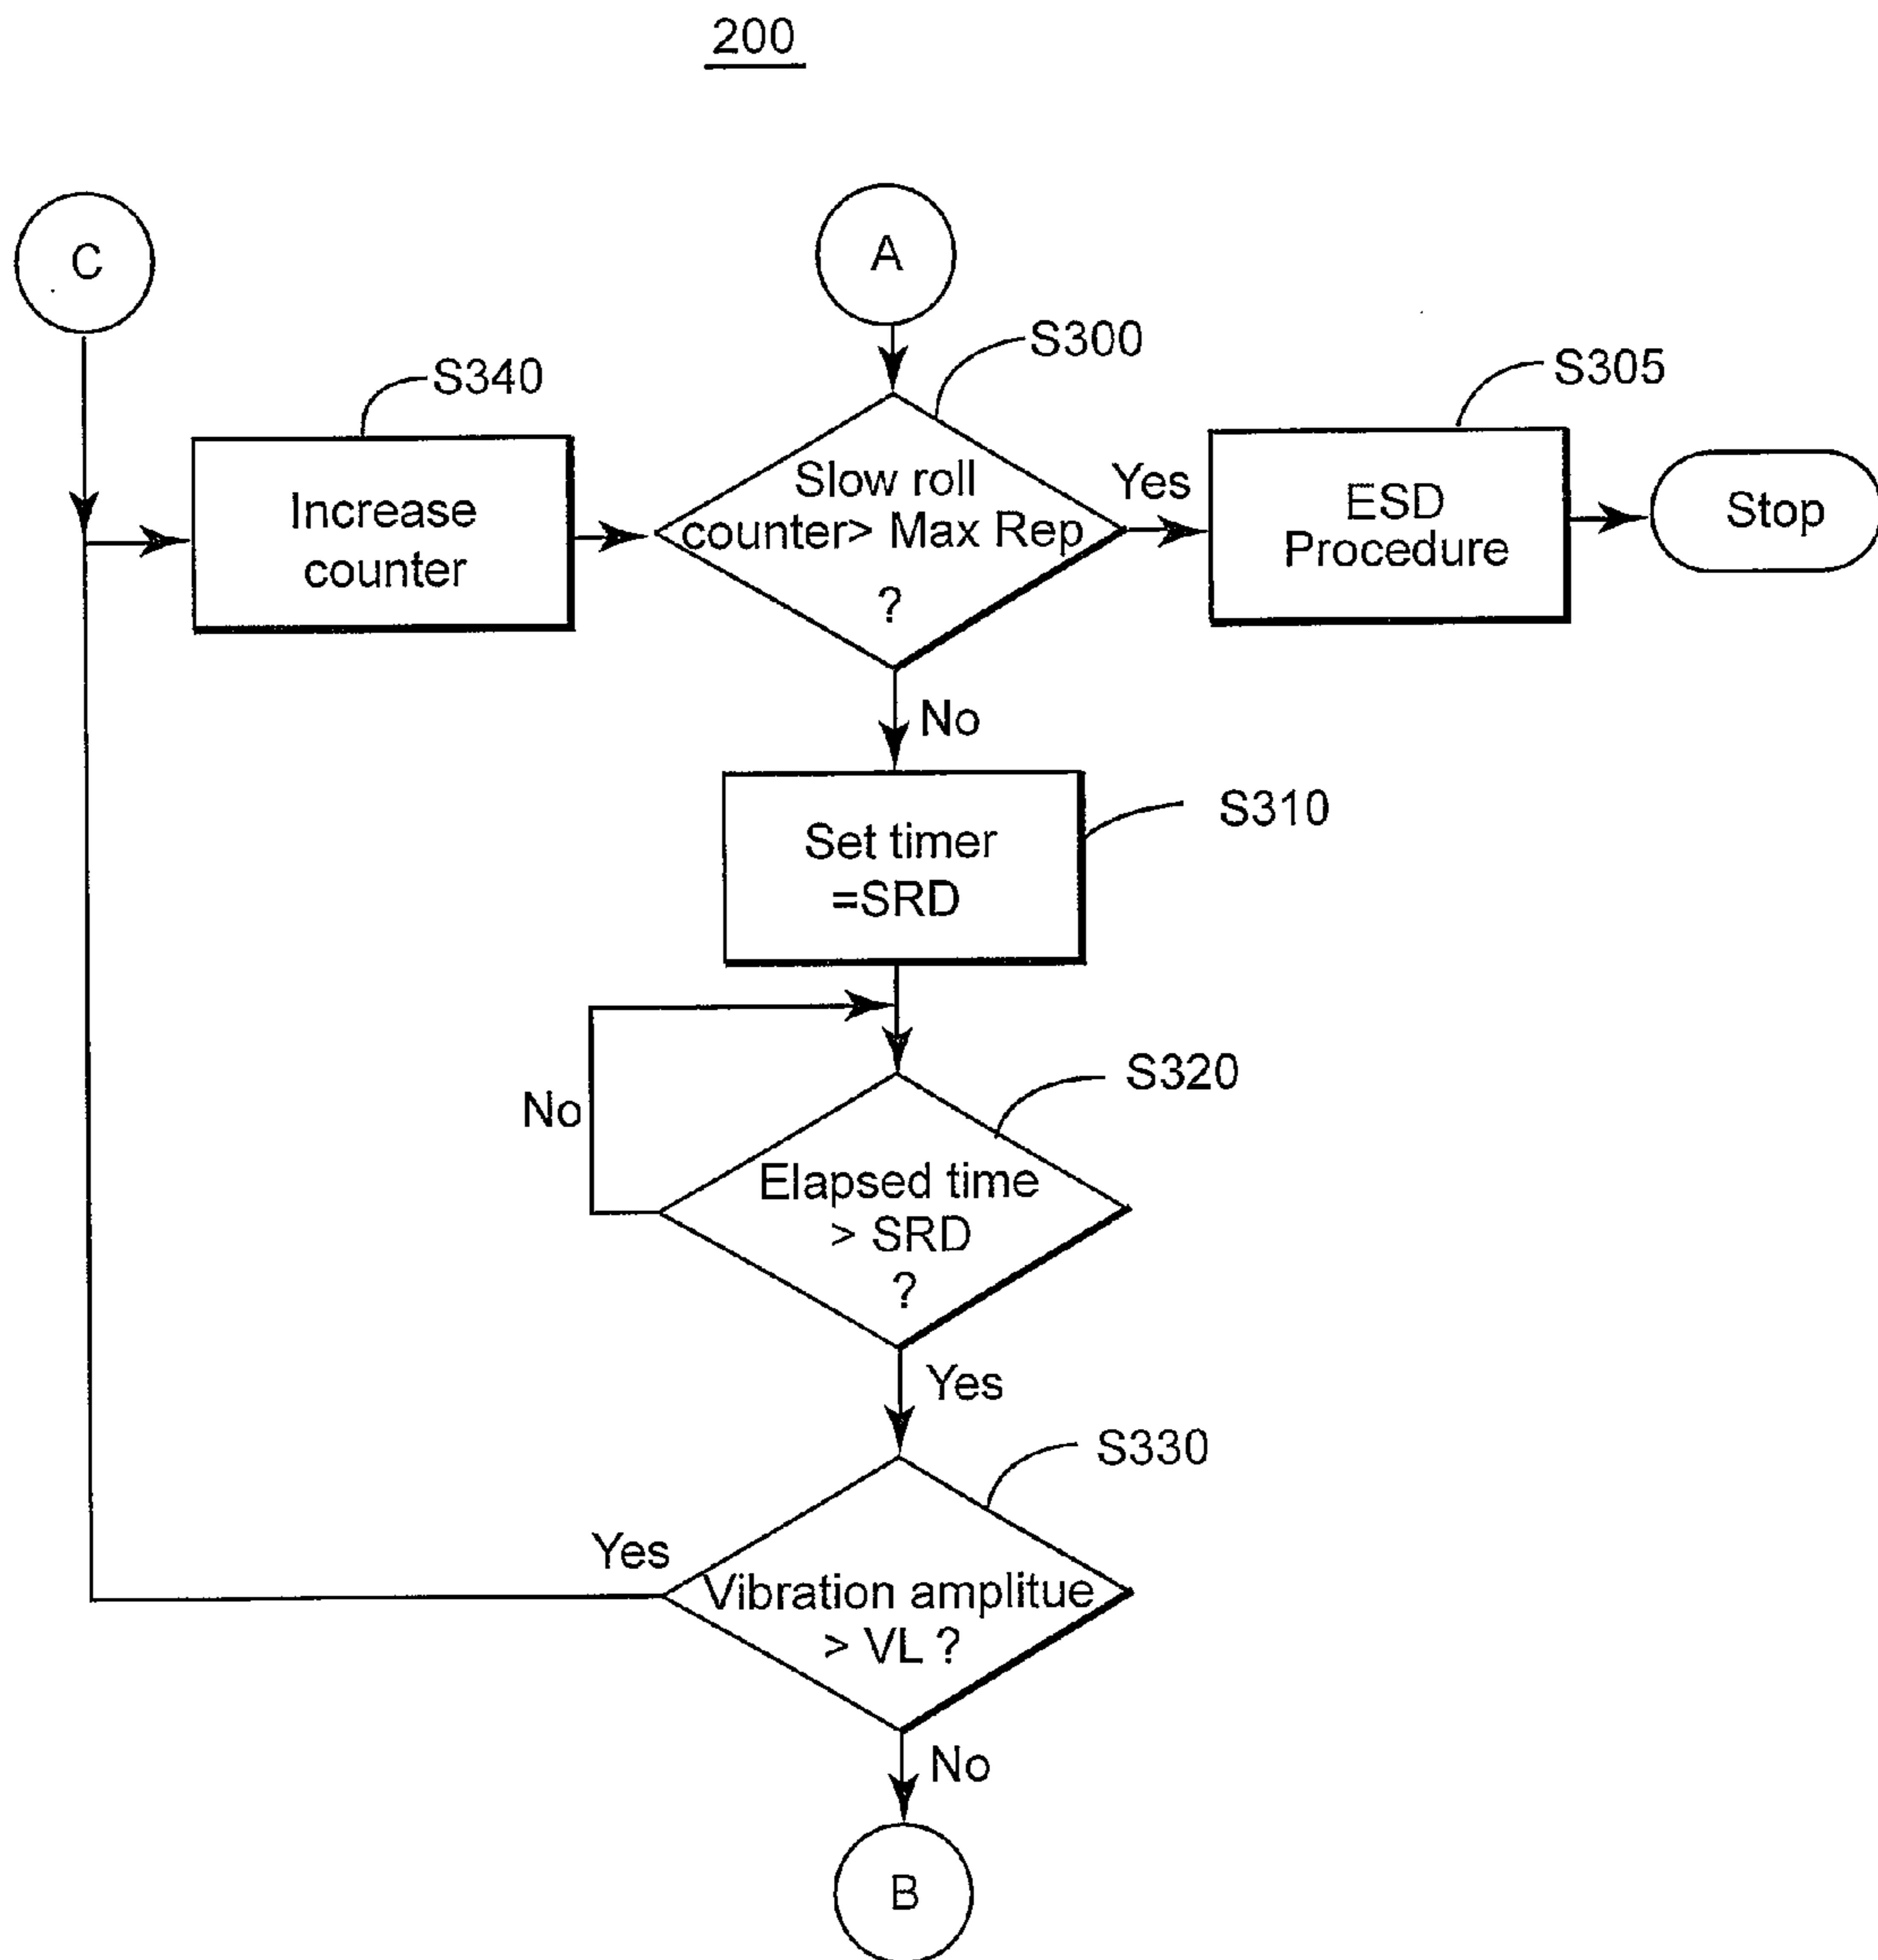 200
C
A
S340
S300
S305
Increase
counter
Slow roll
counter> Max Rep
?
Yes
ESD
Procedure
Stop
No
S310
Set timer
=SRD
No
S320
Elapsed time
> SRD
?
Yes
S330
Yes
Vibration amplitue
> VL ?
No
B